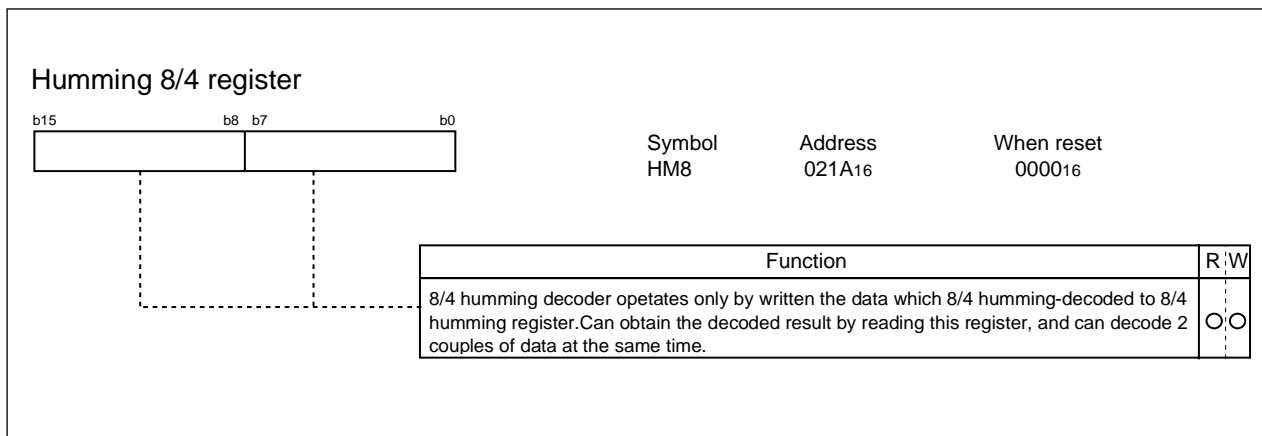 Humming 8/4 register
b15 b8 b7 b0
Symbol Address When reset
HM8 021A16 000016
Function R W
8/4 humming decoder opetates only by written the data which 8/4 humming-decoded to 8/4
humming register.Can obtain the decoded result by reading this register, and can decode 2
couples of data at the same time.